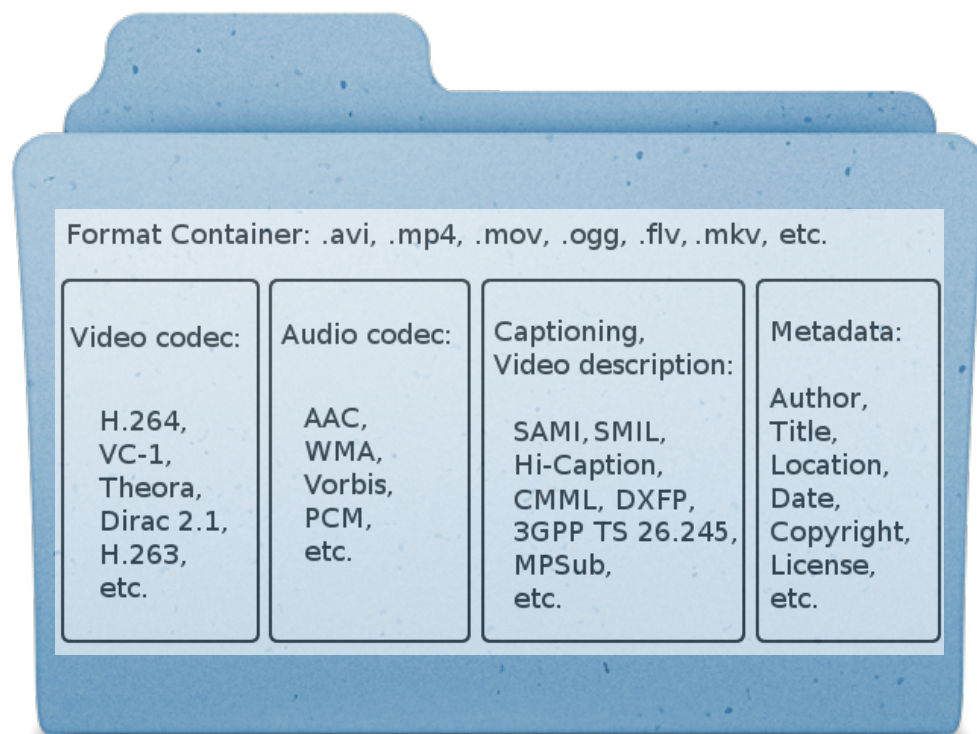 Format Container: .avi, .mp4, .mov, .ogg, .flv, .mkv, etc.
Video codec:
H.264,
VC-1,
Theora,
Dirac 2.1,
H.263,
etc.
Audio codec:
AAC,
WMA,
Vorbis,
PCM,
etc.
Captioning,
Video description:
SAMI, SMIL,
Hi-Caption,
CMML, DXFP,
3GPP TS 26.245,
MPSub,
etc.
Metadata:
Author,
Title,
Location,
Date,
Copyright,
License,
etc.